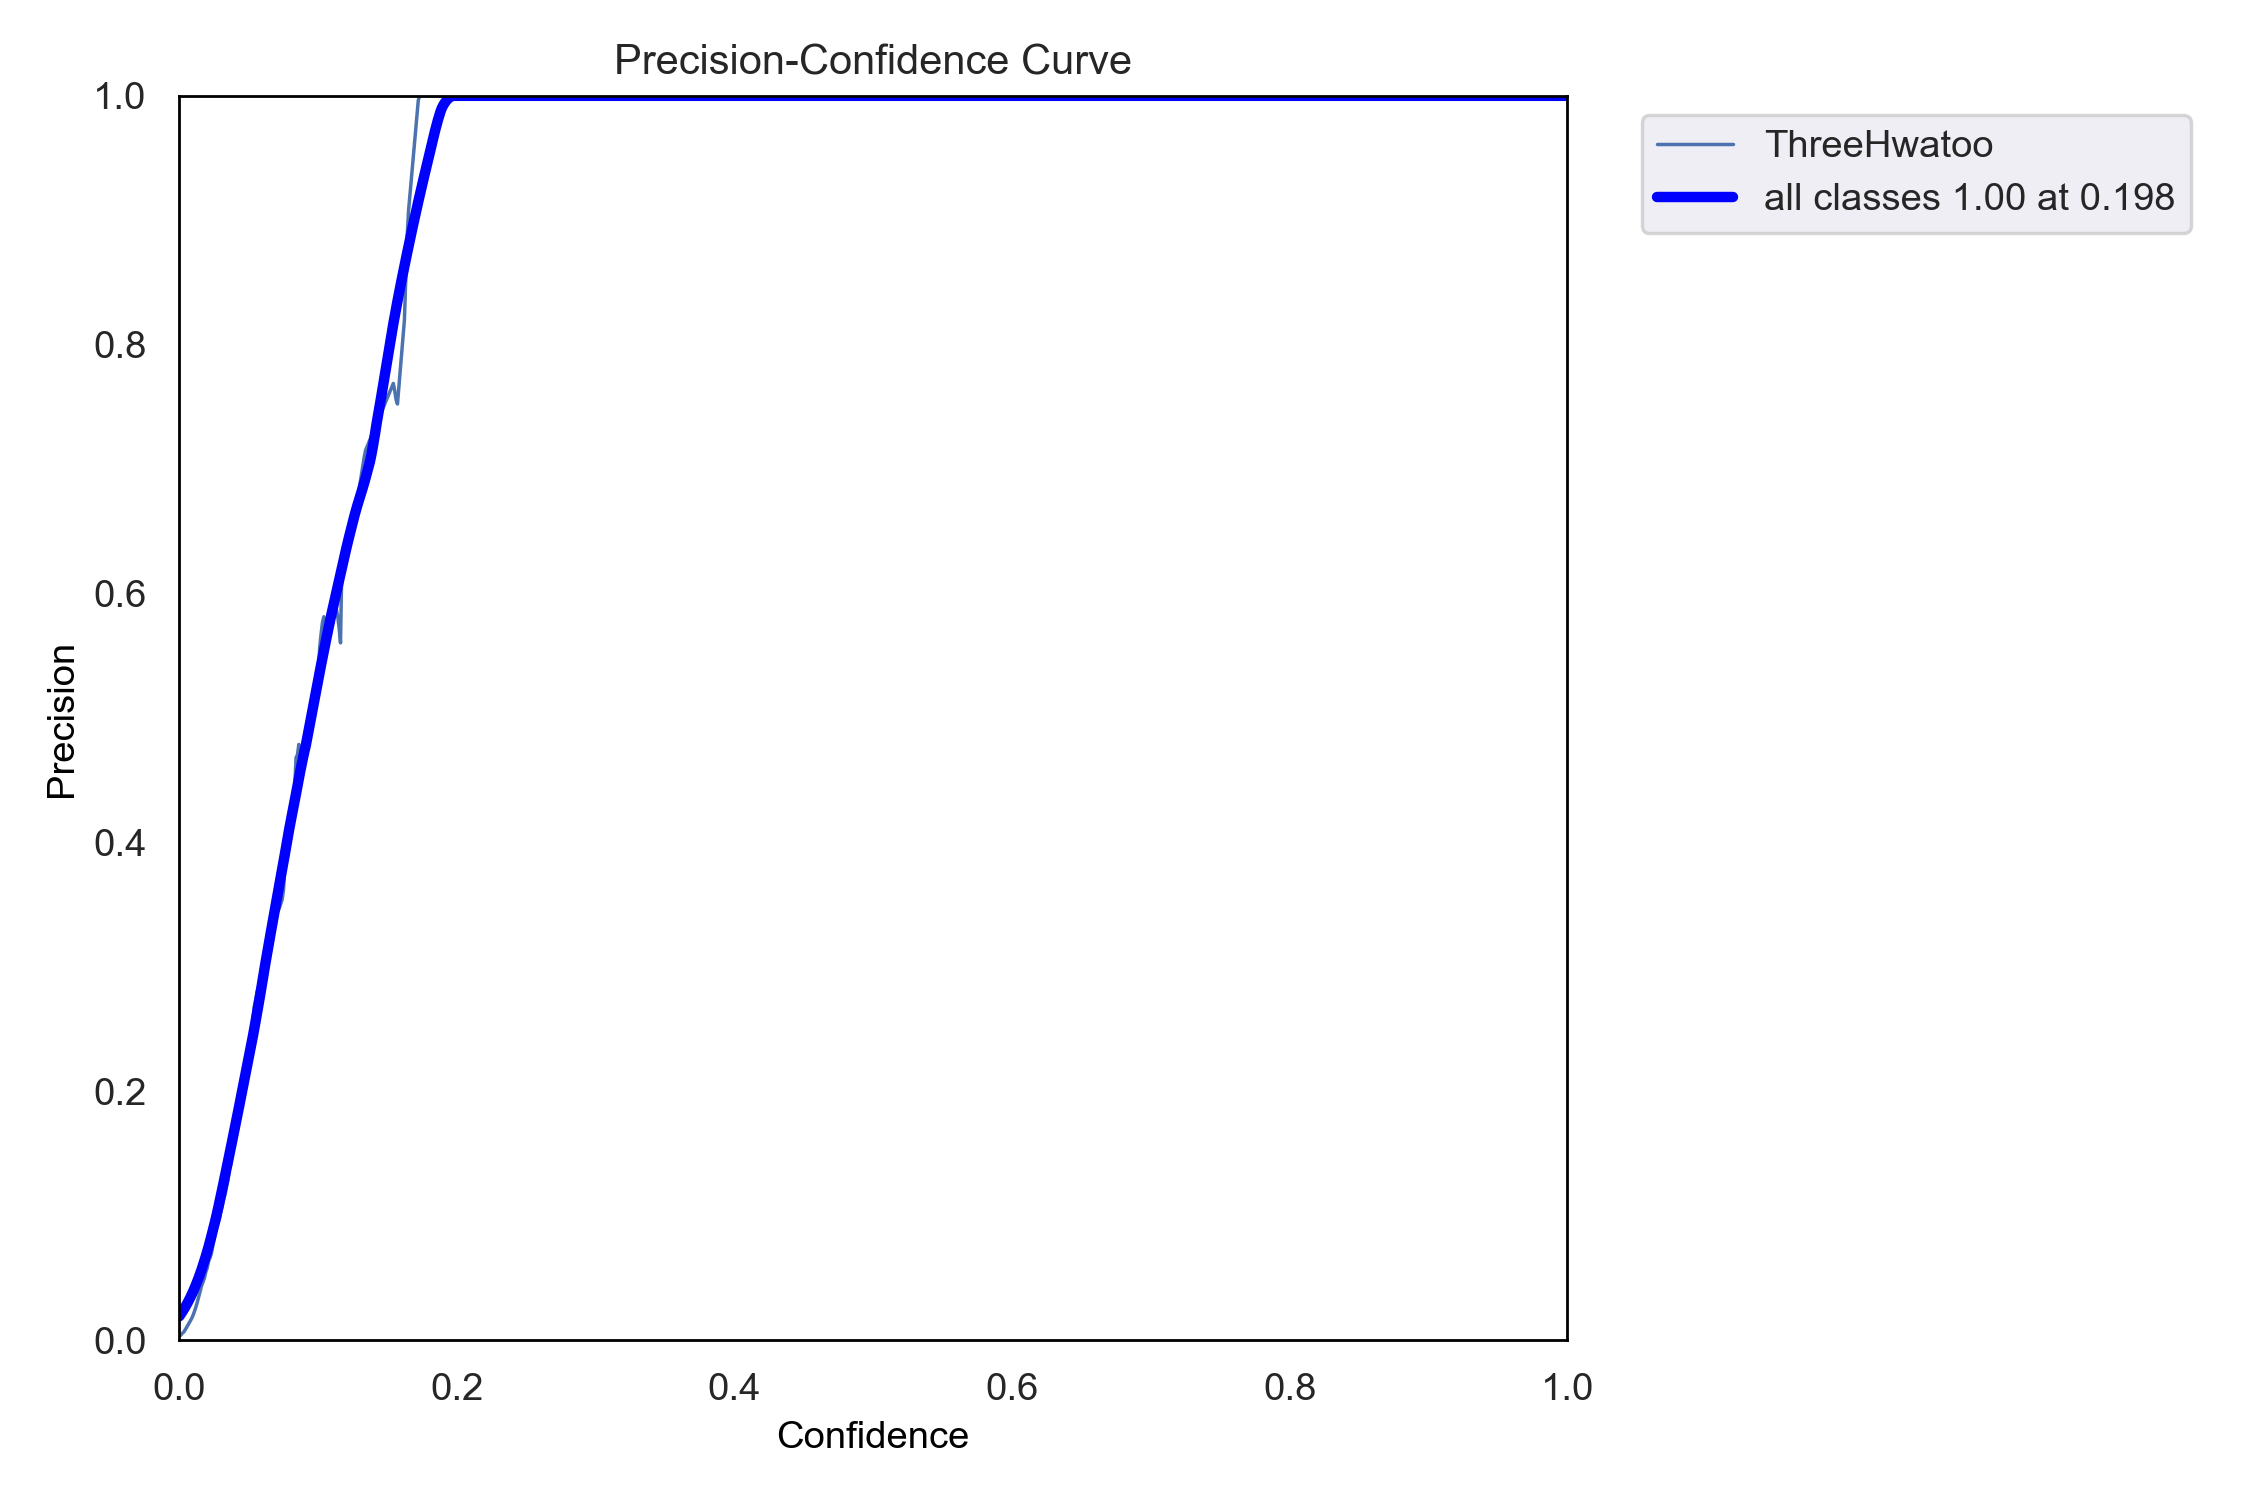 Precision-Confidence Curve
1.0
0.8
0.6
0.4
0.2
0.0
Precision
0.0 0.2 0.4 0.6 0.8 1.0
Confidence
ThreeHwatoo
all classes 1.00 at 0.198